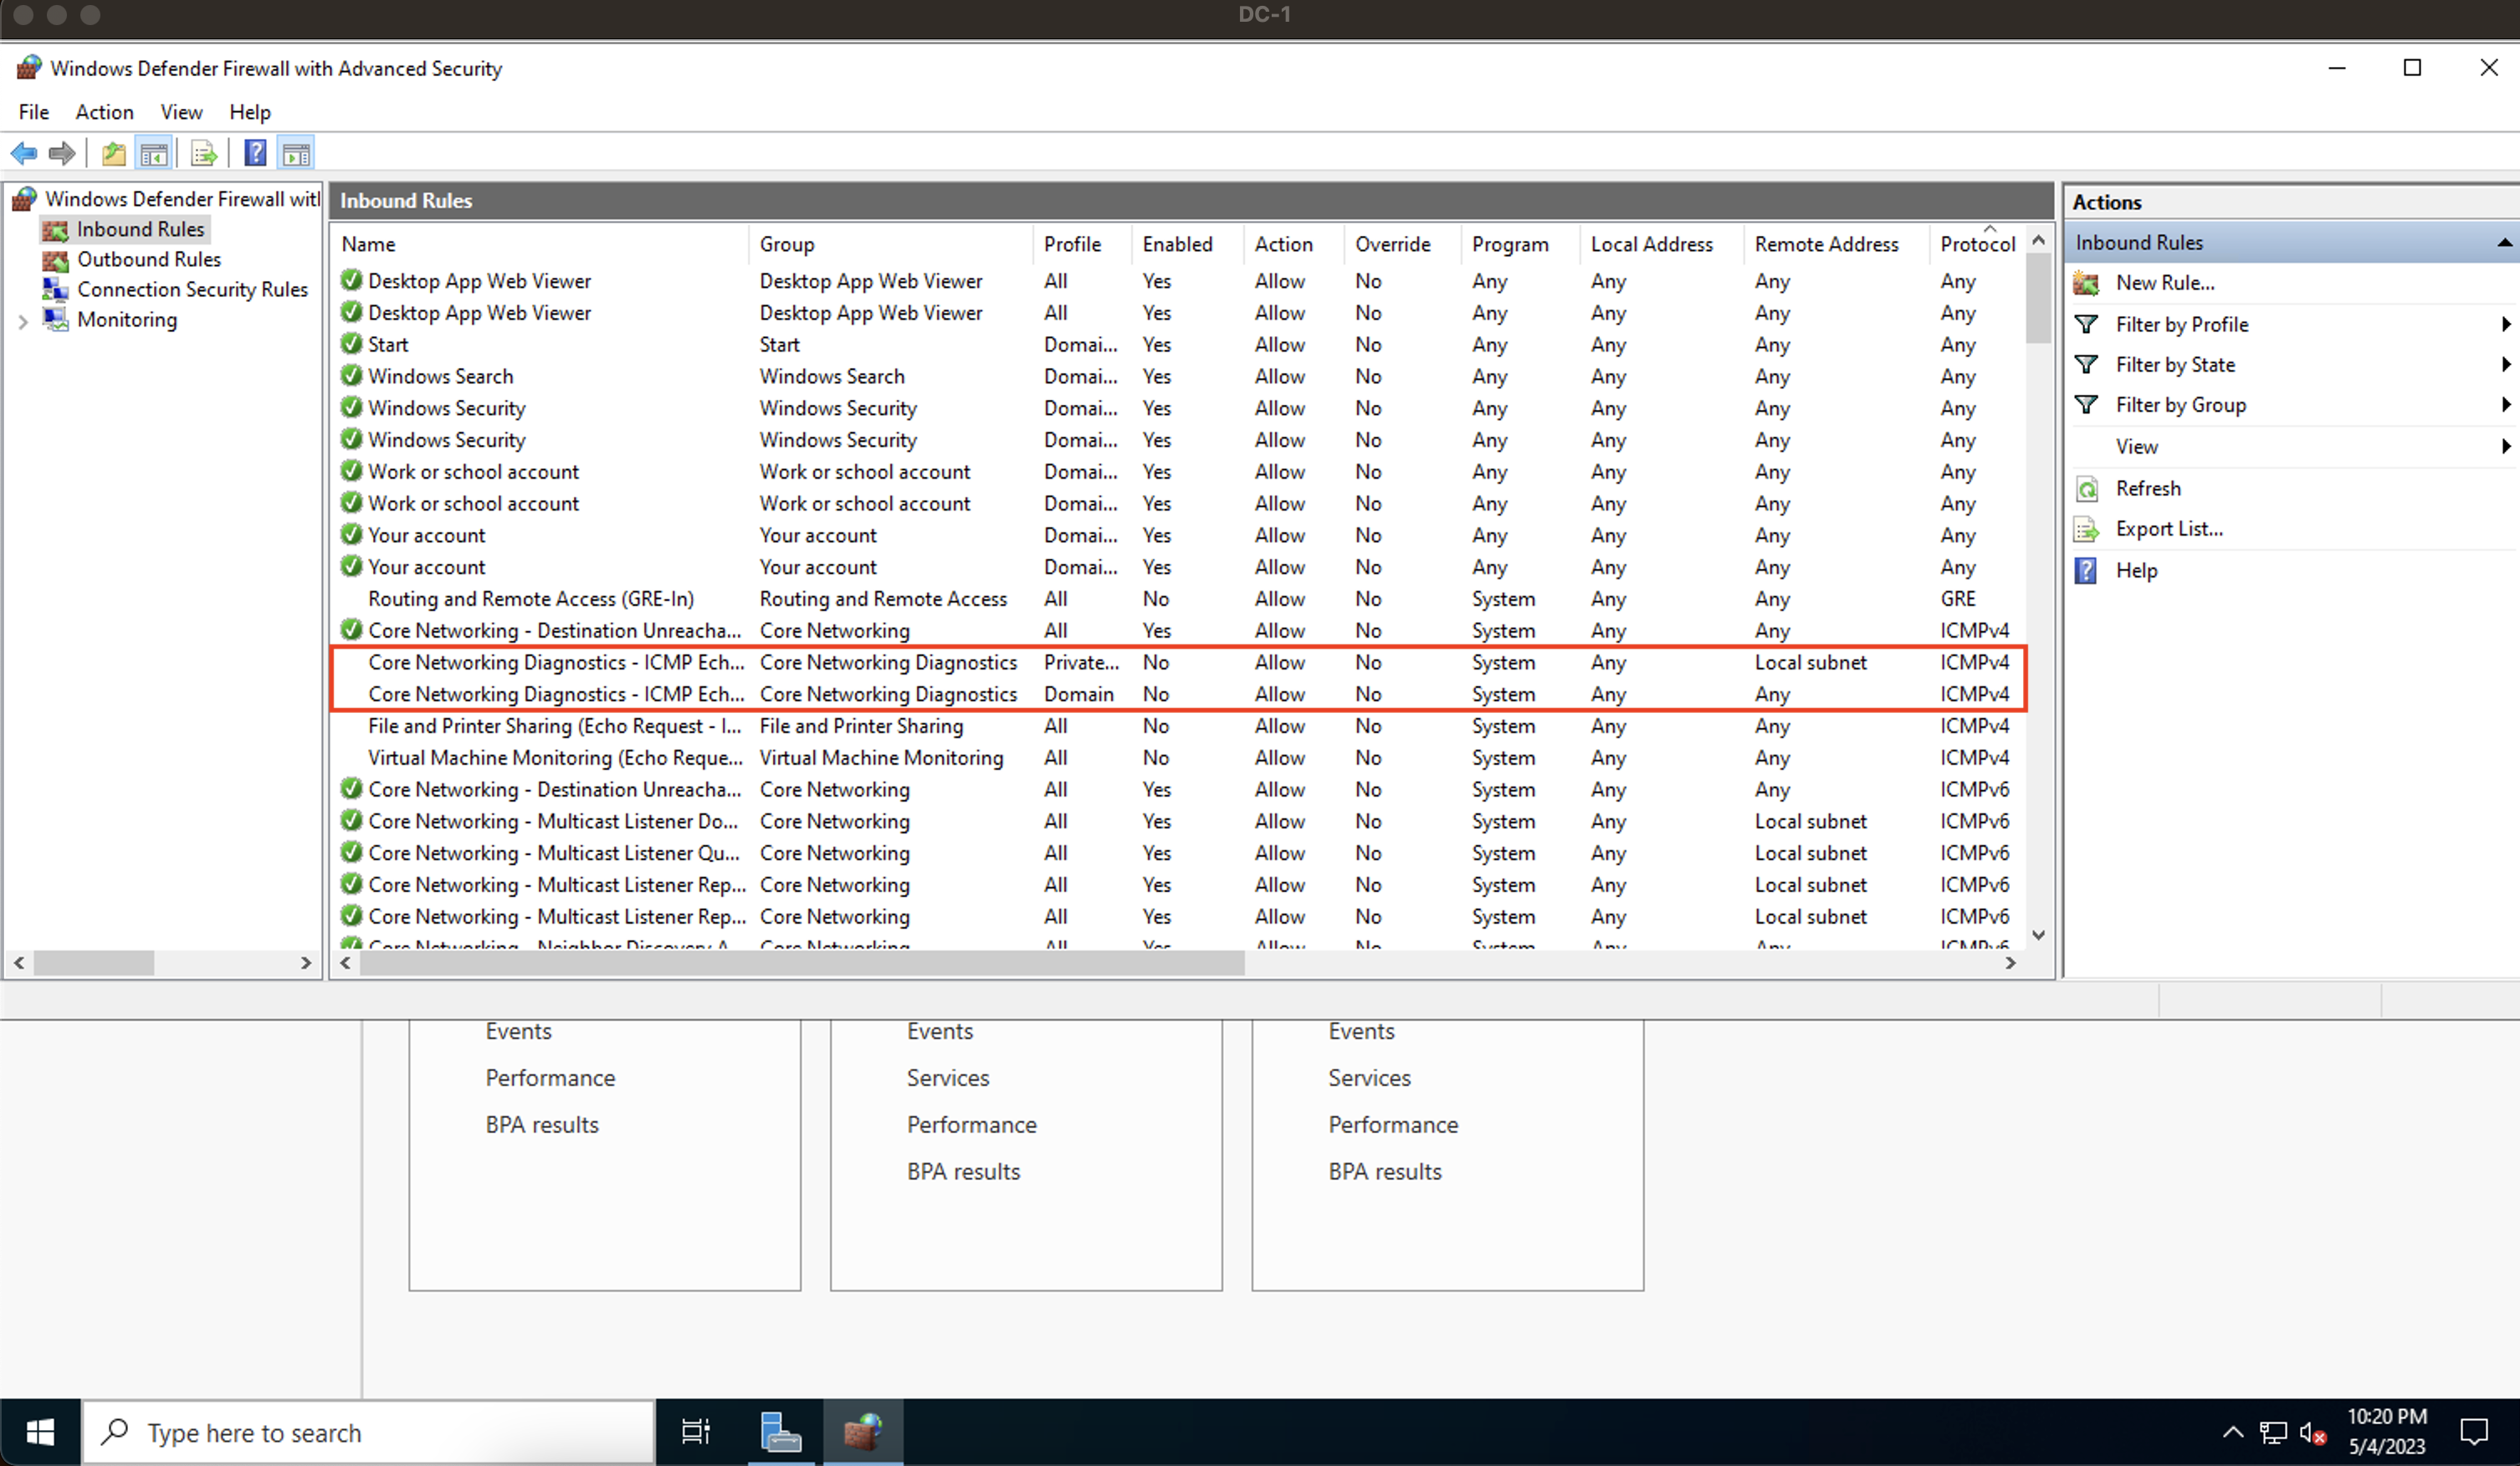 DC-1
Windows Defender Firewall with Advanced Security
File Action View Help
Windows Defender Firewall witl
Inbound Rules
Outbound Rules
Connection Security Rules
Monitoring
Inbound Rules
Name Group Profile Enabled Action Override Program Local Address Remote Address Protocol
Desktop App Web Viewer Desktop App Web Viewer All Yes Allow No Any Any Any Any
Desktop App Web Viewer Desktop App Web Viewer All Yes Allow No Any Any Any Any
Start Start Domai... Yes Allow No Any Any Any Any
Windows Search Windows Search Domai... Yes Allow No Any Any Any Any
Windows Security Windows Security Domai... Yes Allow No Any Any Any Any
Windows Security Windows Security Domai... Yes Allow No Any Any Any Any
Work or school account Work or school account Domai... Yes Allow No Any Any Any Any
Work or school account Work or school account Domai... Yes Allow No Any Any Any Any
Your account Your account Domai... Yes Allow No Any Any Any Any
Your account Your account Domai... Yes Allow No Any Any Any Any
Routing and Remote Access (GRE-In) Routing and Remote Access All No Allow No System Any Any GRE
Core Networking - Destination Unreacha... Core Networking All Yes Allow No System Any Any ICMPv4
Core Networking Diagnostics - ICMP Ech... Core Networking Diagnostics Private... No Allow No System Any Local subnet ICMPv4
Core Networking Diagnostics - ICMP Ech... Core Networking Diagnostics Domain No Allow No System Any Any ICMPv4
File and Printer Sharing (Echo Request - I... File and Printer Sharing All No Allow No System Any Any ICMPv4
Virtual Machine Monitoring (Echo Reque... Virtual Machine Monitoring All No Allow No System Any Any ICMPv4
Core Networking - Destination Unreacha... Core Networking All Yes Allow No System Any Any ICMPv6
Core Networking - Multicast Listener Do... Core Networking All Yes Allow No System Any Local subnet ICMPv6
Core Networking - Multicast Listener Qu... Core Networking All Yes Allow No System Any Local subnet ICMPv6
Core Networking - Multicast Listener Rep... Core Networking All Yes Allow No System Any Local subnet ICMPv6
Core Networking - Multicast Listener Rep... Core Networking All Yes Allow No System Any Local subnet ICMPv6
Core Networking - Neighbor Discovery A... Core Networking All Yes Allow No System Any Any ICMPv6
Actions
Inbound Rules
New Rule...
Filter by Profile
Filter by State
Filter by Group
View
Refresh
Export List...
Help
Events
Performance
BPA results
Events
Services
Performance
BPA results
Events
Services
Performance
BPA results
Type here to search
10:20 PM
5/4/2023